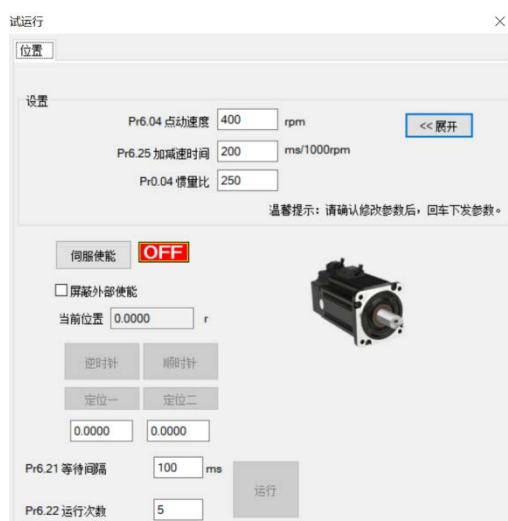 试运行
位置
设置
Pr6.04 点动速度 400 rpm
<< 展开
Pr6.25 加减速时间 200 ms/1000rpm
Pr0.04 惯量比 250
温馨提示：请确认修改参数后，回车下发参数。
伺服使能 OFF
屏蔽外部使能
当前位置 0.0000 r
逆时针 顺时针
定位一 定位二
0.0000 0.0000
Pr6.21 等待间隔 100 ms
运行
Pr6.22 运行次数 5